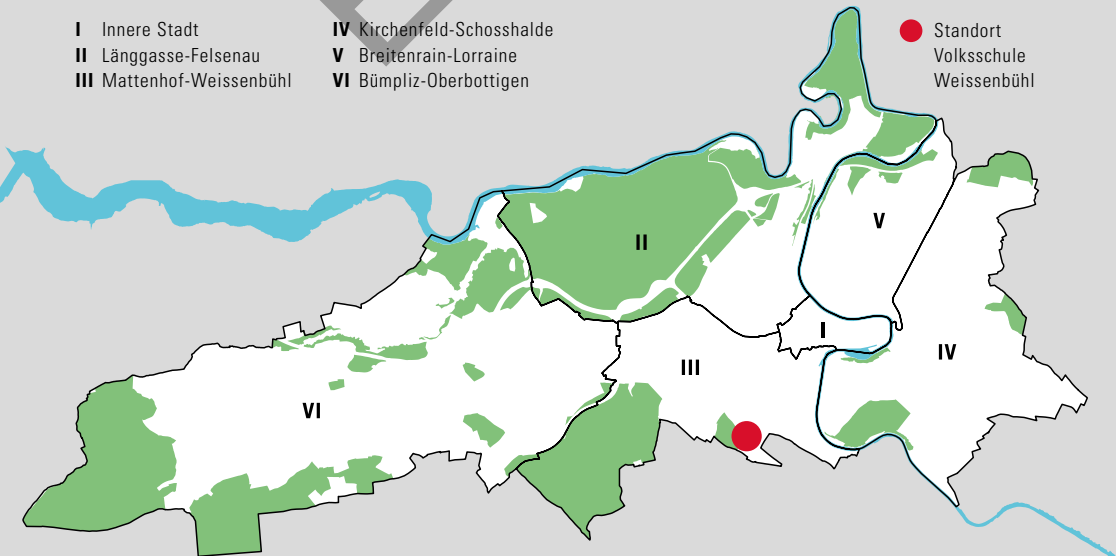 I Innere Stadt
II Länggasse-Felsenau
III Mattenhof-Weissenbühl
IV Kirchenfeld-Schosshalde
V Breitenrain-Lorraine
VI Bümpliz-Oberbottigen
Standort
Volksschule
Weissenbühl
V
II
I
IV
III
VI